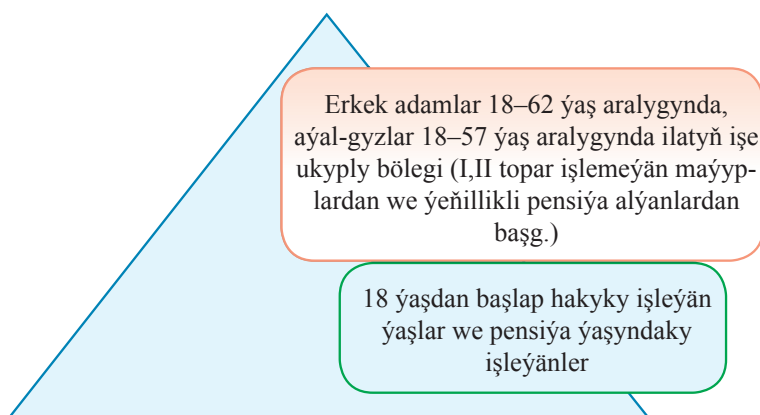 Erkek adamlar 18–62 ýaş aralygynda,
aýal-gyzlar 18–57 ýaş aralygynda ilatyň işe
ukyply bölegi (I,II topar işlemeýän maýyp-
lardan we ýeňillikli pensiýa alýanlardan
başg.)
18 ýaşdan başlap hakyky işleýän
ýaşlar we pensiýa ýaşyndaky
işleýänler